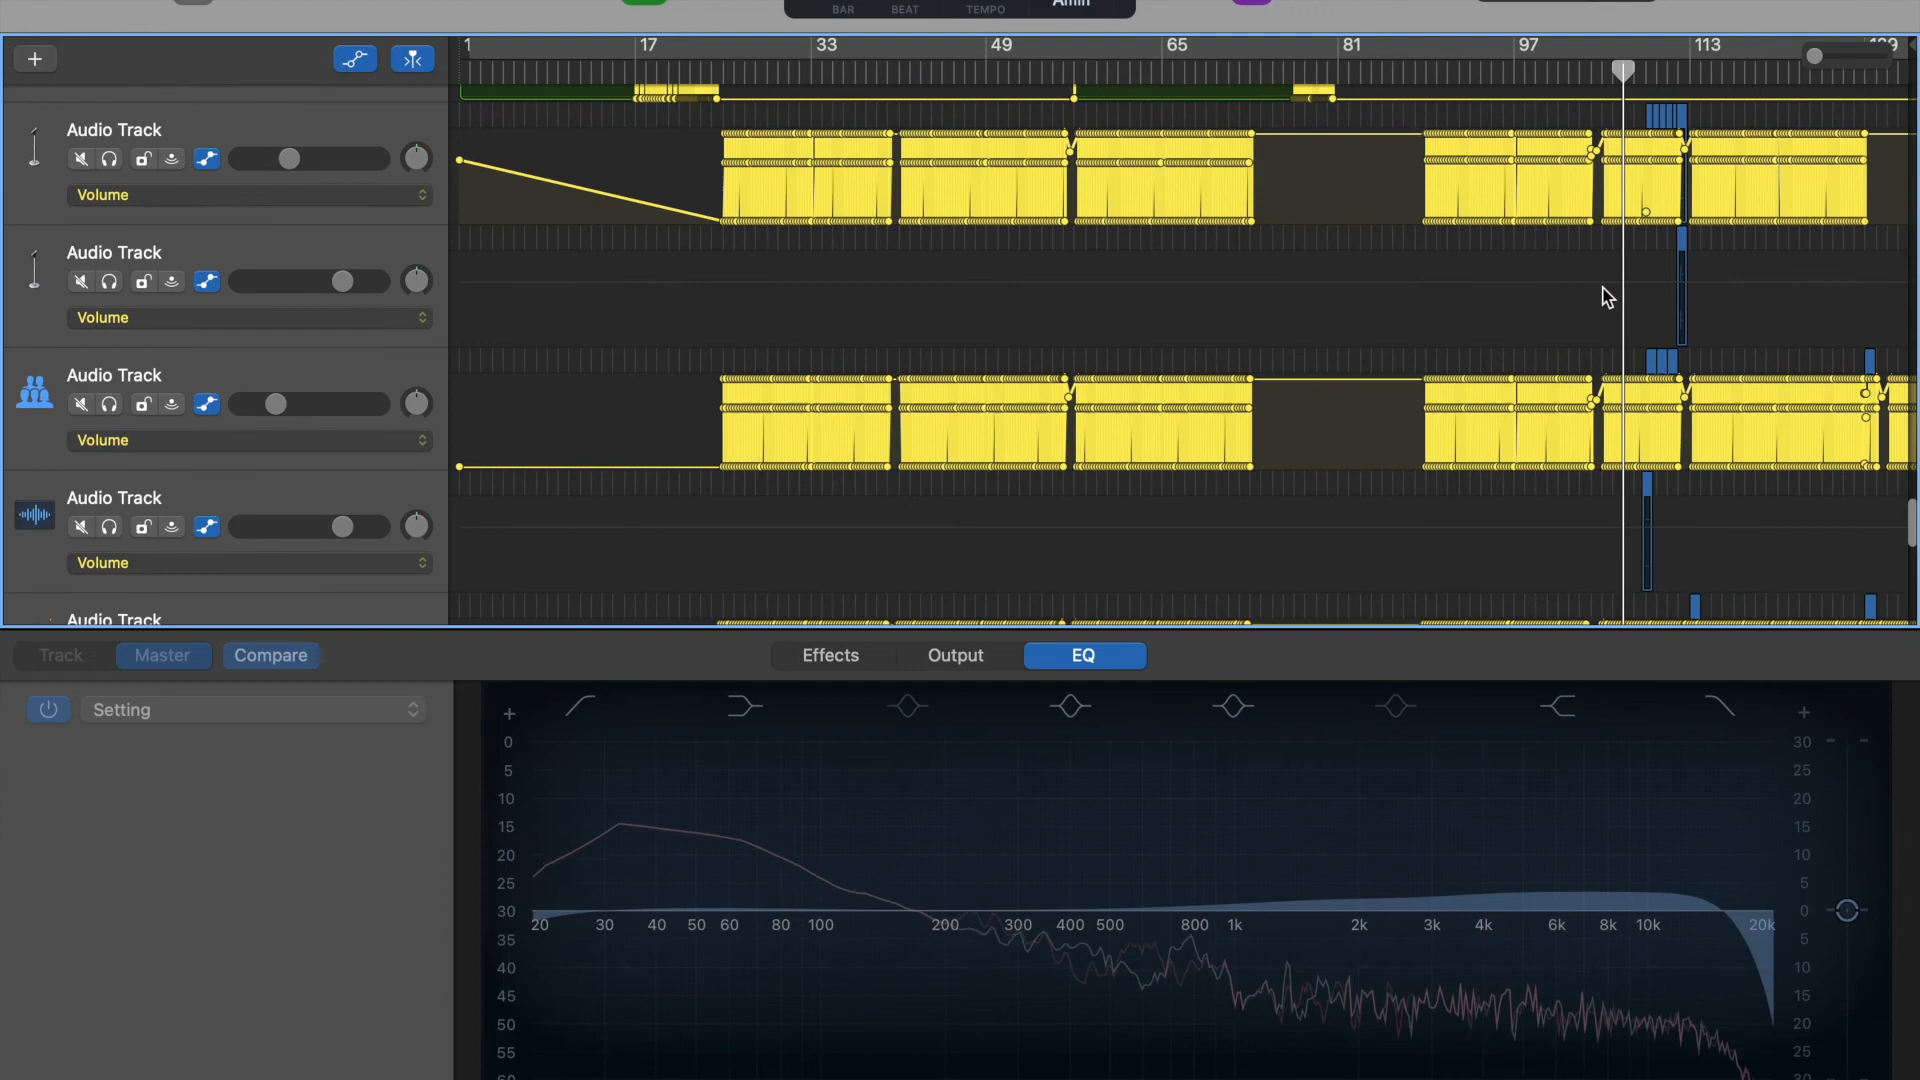 BAR BEAT TEMPO Amin
1 17 33 49 65 81 97 113 129
Audio Track
Volume
Audio Track
Volume
Audio Track
Volume
Audio Track
Volume
Audio Track
Track Master Compare Effects Output EQ
Setting
0 30
5 25
10 20
15 15
20 10
25 5
30 0
20 30 40 50 60 80 100 200 300 400 500 800 1k 2k 3k 4k 6k 8k 10k 20k
35 5
40 10
45 15
50 20
55 25
60 30